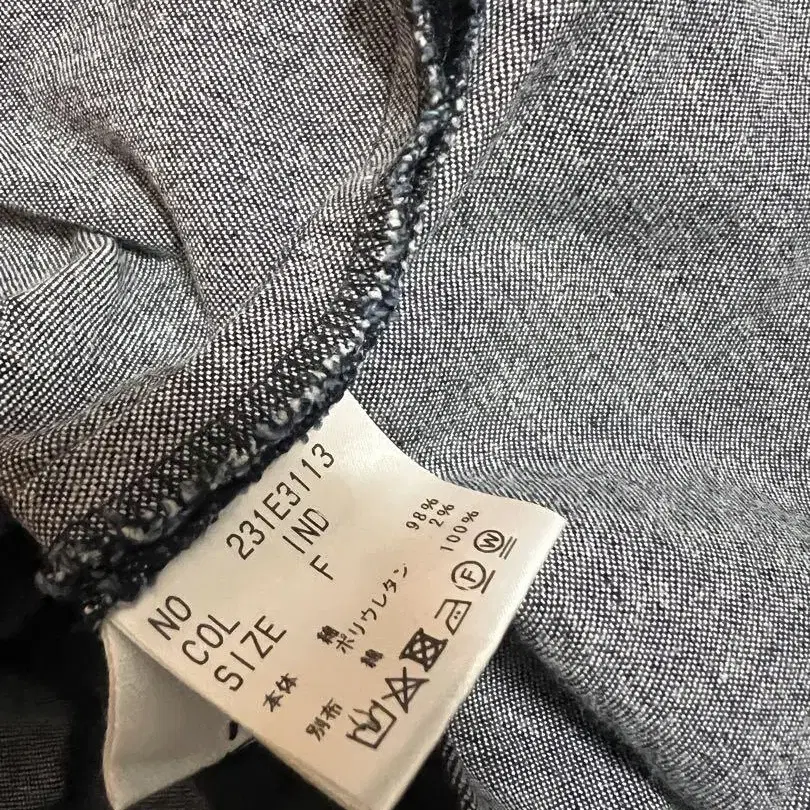 NO 231E3113
COL IND
SIZE F
本体 綿 98%
ポリウレタン 2%
別布 綿 100%
F W